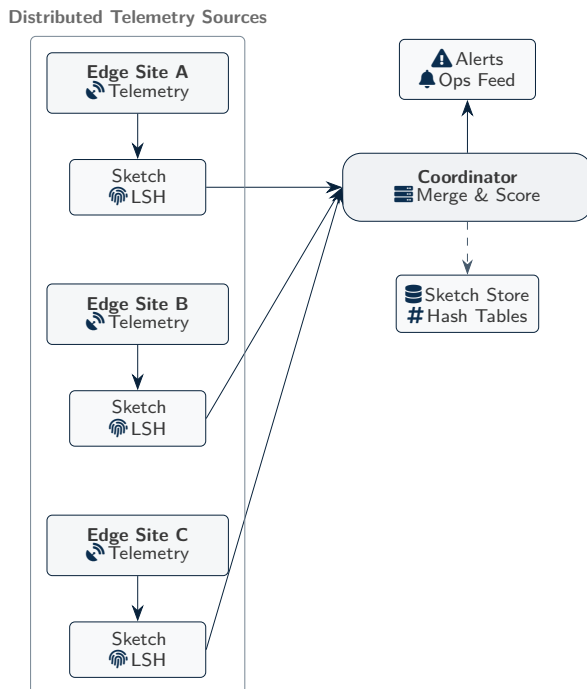 Distributed Telemetry Sources
Edge Site A
Telemetry
Sketch
LSH
Edge Site B
Telemetry
Sketch
LSH
Edge Site C
Telemetry
Sketch
LSH
Alerts
Ops Feed
Coordinator
Merge & Score
Sketch Store
Hash Tables